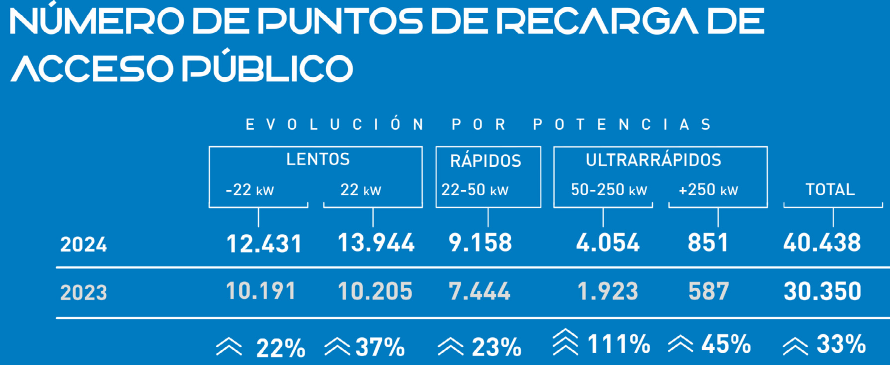 NÚMERO DE PUNTOS DE RECARGA DE
ACCESO PÚBLICO
EVOLUCIÓN POR POTENCIAS
LENTOS RÁPIDOS ULTRARRÁPIDOS
-22 kW 22 kW 22-50 kW 50-250 kW +250 kW TOTAL
2024 12.431 13.944 9.158 4.054 851 40.438
2023 10.191 10.205 7.444 1.923 587 30.350
22% 37% 23% 111% 45% 33%